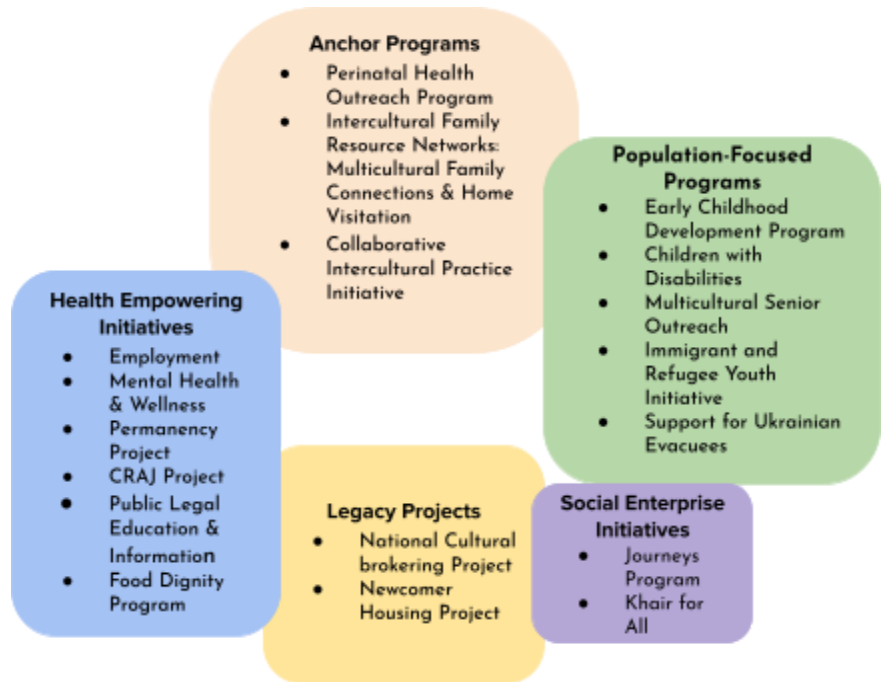 Anchor Programs
● Perinatal Health
Outreach Program
● Intercultural Family
Resource Networks:
Multicultural Family
Connections & Home
Visitation
● Collaborative
Intercultural Practice
Initiative
Population-Focused
Programs
● Early Childhood
Development Program
● Children with
Disabilities
● Multicultural Senior
Outreach
● Immigrant and
Refugee Youth
Initiative
● Support for Ukrainian
Evacuees
Health Empowering
Initiatives
● Employment
● Mental Health
& Wellness
● Permanency
Project
● CRAJ Project
● Public Legal
Education &
Information
● Food Dignity
Program
Legacy Projects
● National Cultural
brokering Project
● Newcomer
Housing Project
Social Enterprise
Initiatives
● Journeys
Program
● Khair for
All